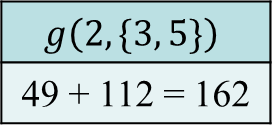 g(2,{3,5})
49 + 112 = 162